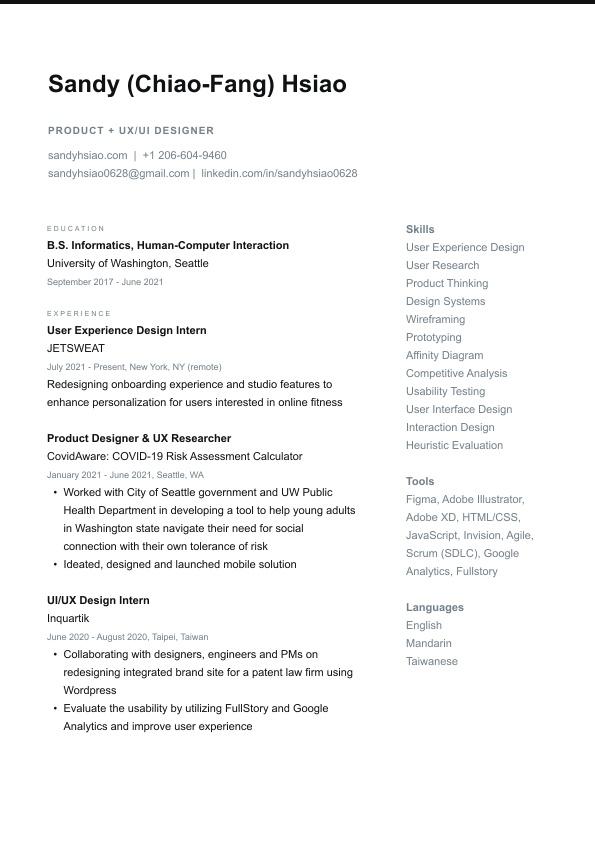 Sandy (Chiao-Fang) Hsiao
PRODUCT + UX/UI DESIGNER
sandyhsiao.com | +1 206-604-9460
sandyhsiao0628@gmail.com | linkedin.com/in/sandyhsiao0628
EDUCATION
B.S. Informatics, Human-Computer Interaction
University of Washington, Seattle
September 2017 - June 2021
EXPERIENCE
User Experience Design Intern
JETSWEAT
July 2021 - Present, New York, NY (remote)
Redesigning onboarding experience and studio features to
enhance personalization for users interested in online fitness
Product Designer & UX Researcher
CovidAware: COVID-19 Risk Assessment Calculator
January 2021 - June 2021, Seattle, WA
• Worked with City of Seattle government and UW Public
Health Department in developing a tool to help young adults
in Washington state navigate their need for social
connection with their own tolerance of risk
• Ideated, designed and launched mobile solution
UI/UX Design Intern
Inquartik
June 2020 - August 2020, Taipei, Taiwan
• Collaborating with designers, engineers and PMs on
redesigning integrated brand site for a patent law firm using
Wordpress
• Evaluate the usability by utilizing FullStory and Google
Analytics and improve user experience
Skills
User Experience Design
User Research
Product Thinking
Design Systems
Wireframing
Prototyping
Affinity Diagram
Competitive Analysis
Usability Testing
User Interface Design
Interaction Design
Heuristic Evaluation
Tools
Figma, Adobe Illustrator,
Adobe XD, HTML/CSS,
JavaScript, Invision, Agile,
Scrum (SDLC), Google
Analytics, Fullstory
Languages
English
Mandarin
Taiwanese